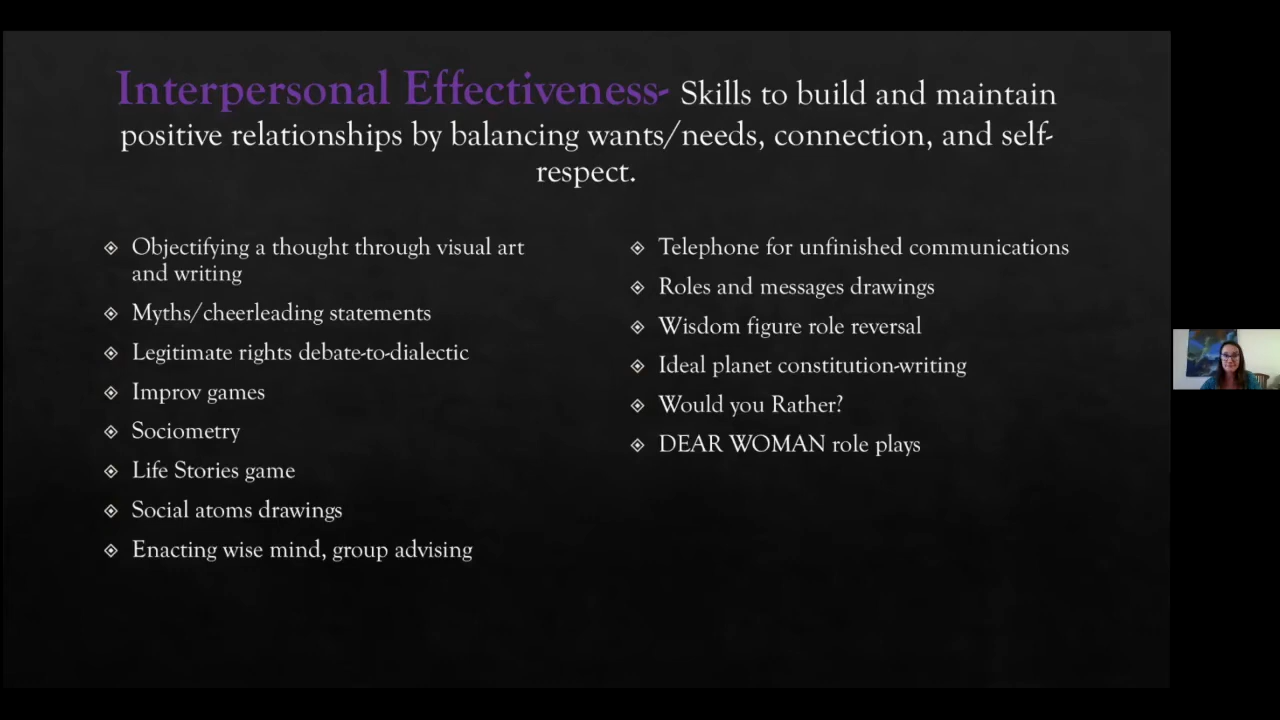 Interpersonal Effectiveness- Skills to build and maintain
positive relationships by balancing wants/needs, connection, and self-
respect.
Objectifying a thought through visual art
and writing
Myths/cheerleading statements
Legitimate rights debate-to-dialectic
Improv games
Sociometry
Life Stories game
Social atoms drawings
Enacting wise mind, group advising
Telephone for unfinished communications
Roles and messages drawings
Wisdom figure role reversal
Ideal planet constitution-writing
Would you Rather?
DEAR WOMAN role plays